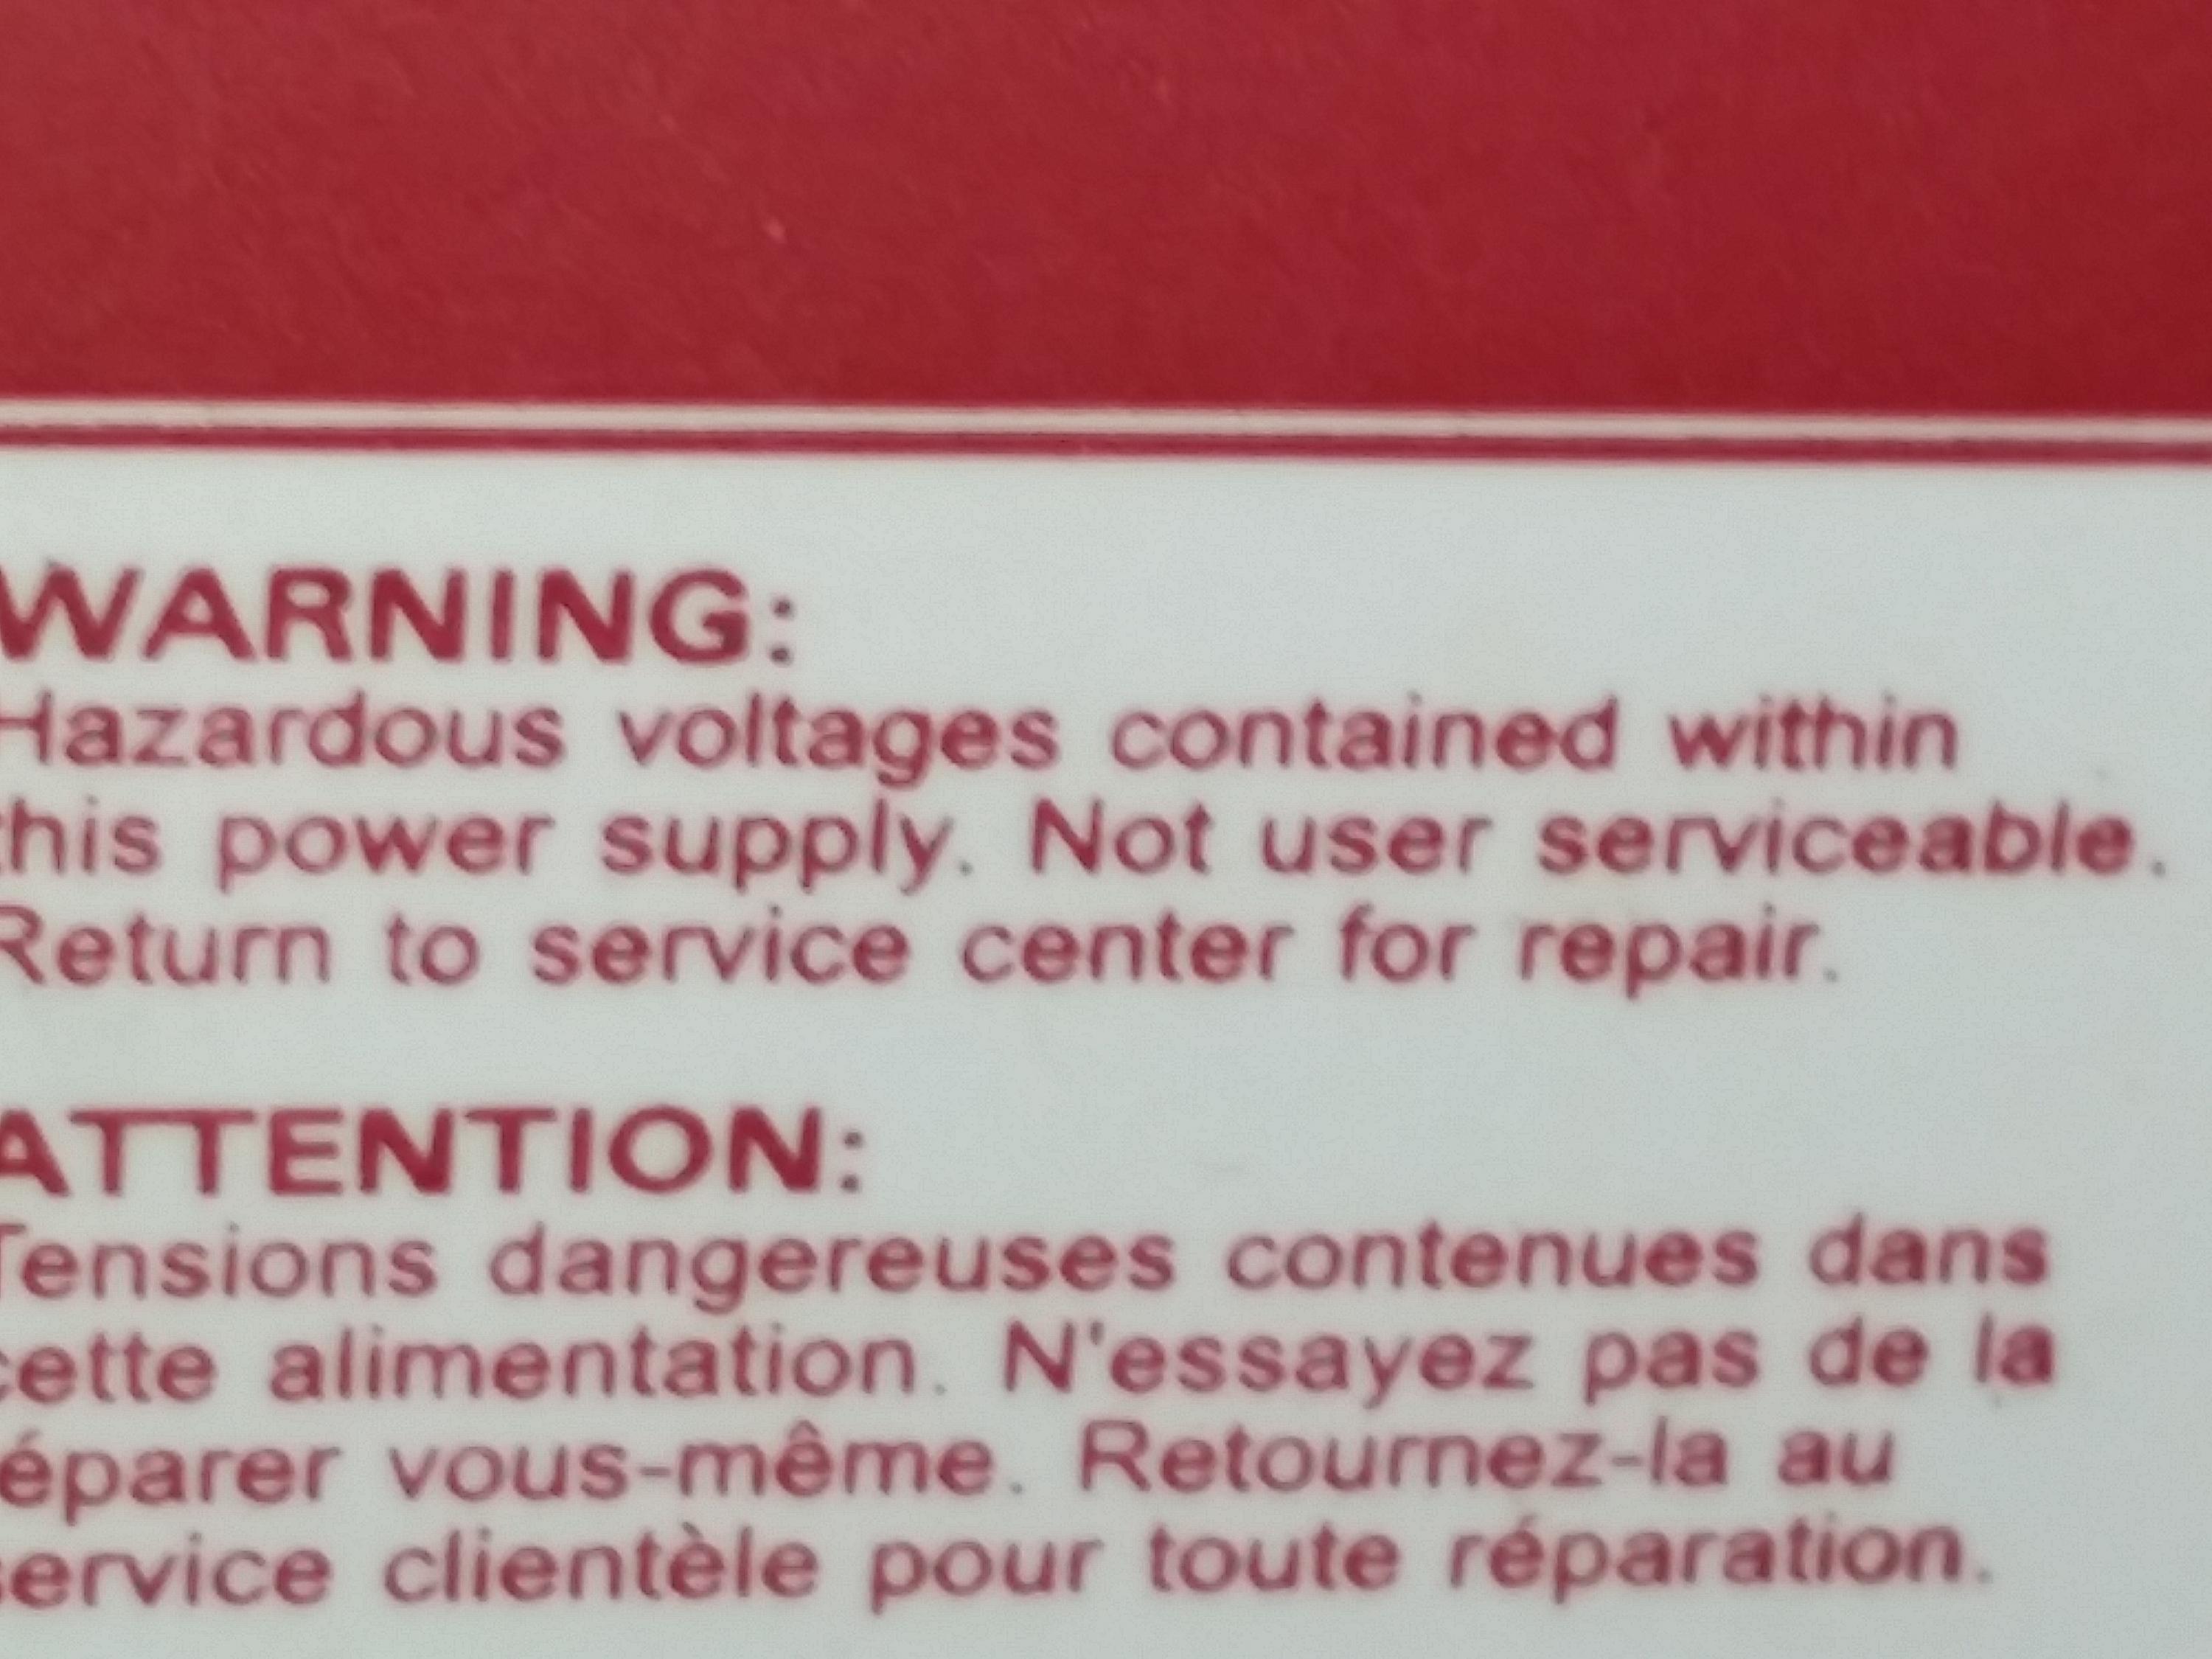 WARNING:
Hazardous voltages contained within
this power supply. Not user serviceable.
Return to service center for repair.
ATTENTION:
Tensions dangereuses contenues dans
cette alimentation. N'essayez pas de la
réparer vous-même. Retournez-la au
service clientèle pour toute réparation.